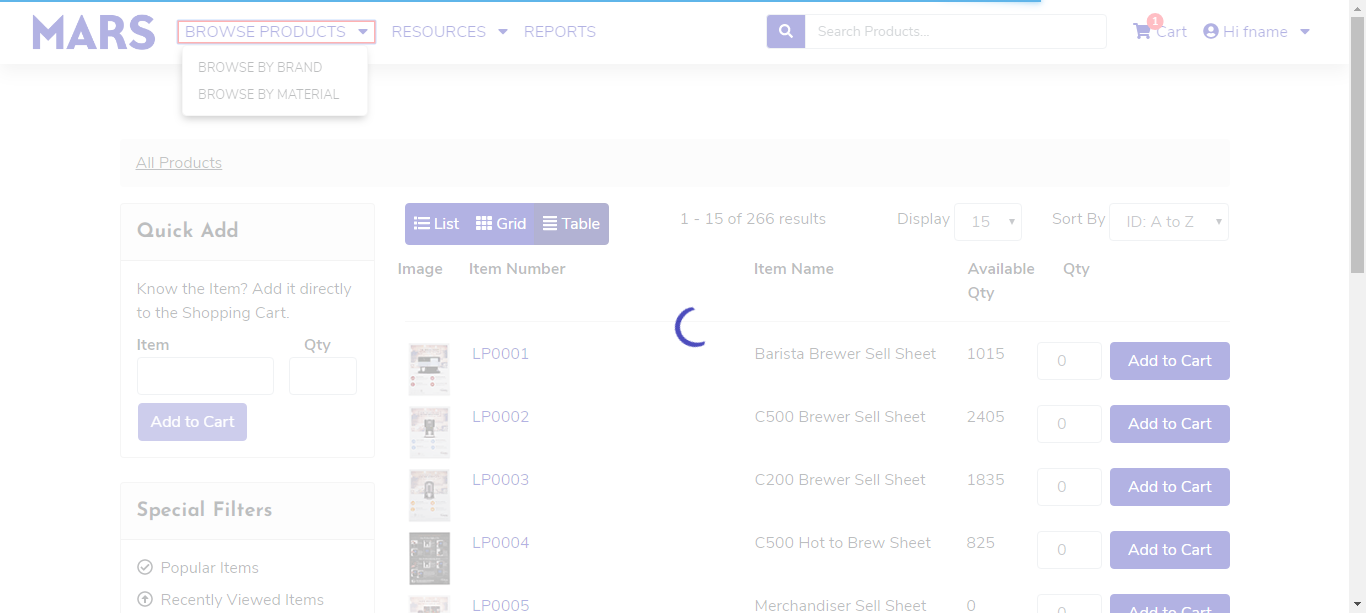 MARS
BROWSE PRODUCTS
RESOURCES
REPORTS
Search Products...
1
Cart
Hi fname
BROWSE BY BRAND
BROWSE BY MATERIAL
All Products
Quick Add
Know the Item? Add it directly
to the Shopping Cart.
Item Qty
Add to Cart
Special Filters
Popular Items
Recently Viewed Items
List Grid Table
1 - 15 of 266 results
Display 15
Sort By ID: A to Z
Image Item Number Item Name Available Qty
Qty
LP0001 Barista Brewer Sell Sheet 1015 0 Add to Cart
LP0002 C500 Brewer Sell Sheet 2405 0 Add to Cart
LP0003 C200 Brewer Sell Sheet 1835 0 Add to Cart
LP0004 C500 Hot to Brew Sheet 825 0 Add to Cart
LP0005 Merchandiser Sell Sheet 0 0 Add to Cart